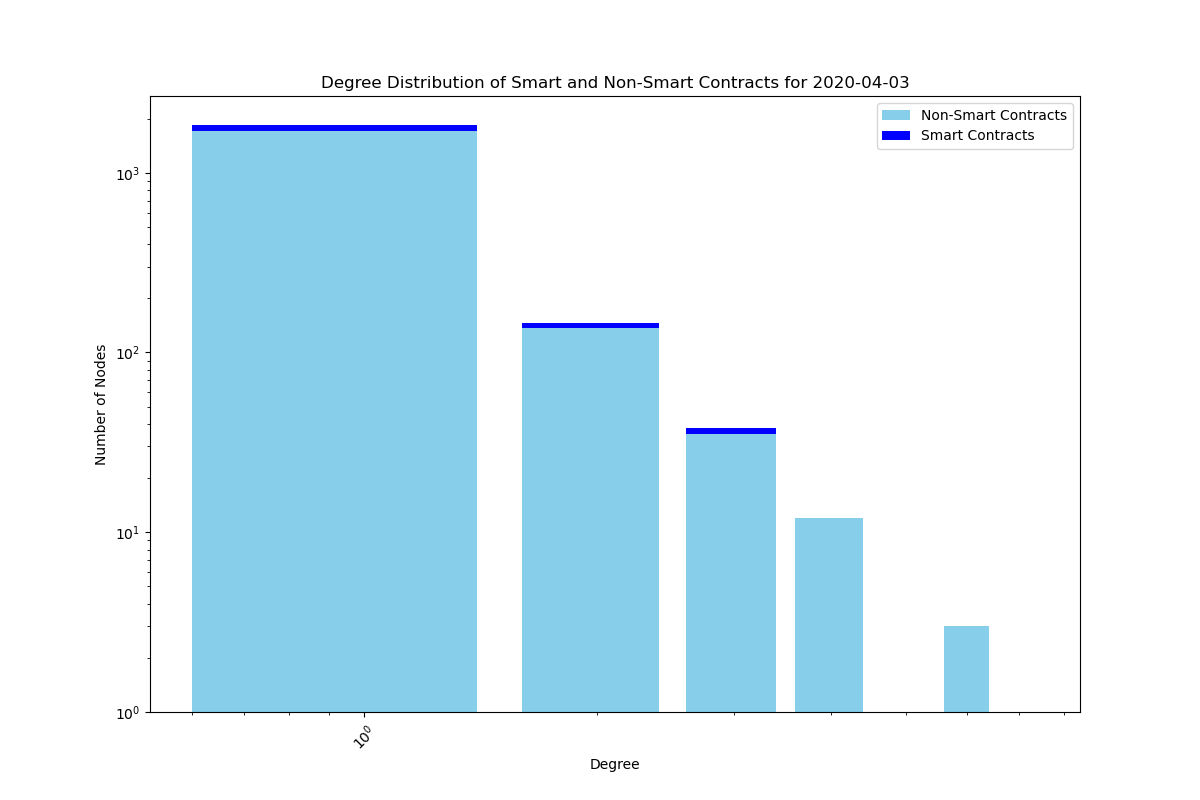 Degree Distribution of Smart and Non-Smart Contracts for 2020-04-03
Non-Smart Contracts
Smart Contracts
10³
10²
10¹
10⁰
Number of Nodes
10⁰
Degree